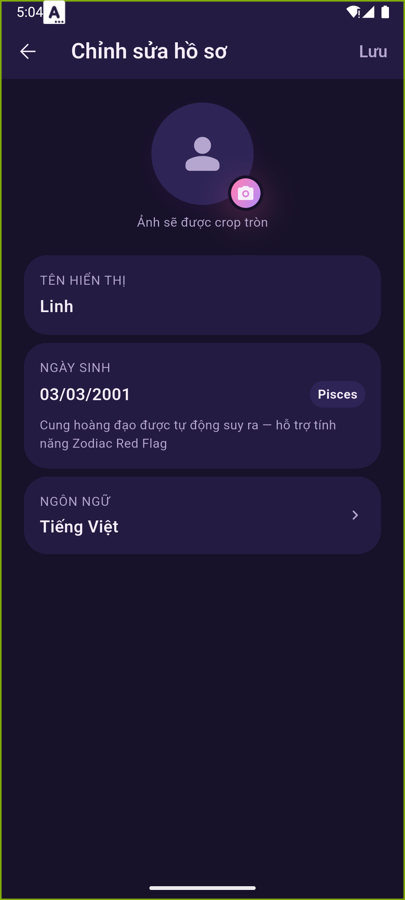 5:04 A
Chỉnh sửa hồ sơ
Lưu
Ảnh sẽ được crop tròn
TÊN HIỂN THỊ
Linh
NGÀY SINH
03/03/2001
Pisces
Cung hoàng đạo được tự động suy ra — hỗ trợ tính
năng Zodiac Red Flag
NGÔN NGỮ
Tiếng Việt